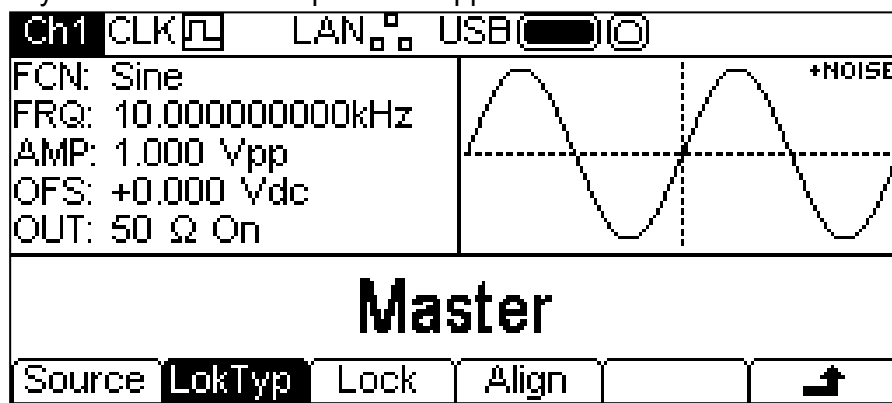 Ch1 CLK LAN USB
FCN: Sine
FRQ: 10.000000000kHz
AMP: 1.000 Vpp
OFS: +0.000 Vdc
OUT: 50 Ω On
+NOISE
Master
Source LokTyp Lock Align